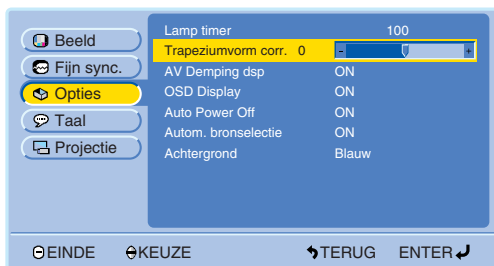 Beeld
Fijn sync.
Opties
Taal
Projectie
Lamp timer 100
Trapeziumvorm corr. 0 - +
AV Demping dsp ON
OSD Display ON
Auto Power Off ON
Autom. bronselectie ON
Achtergrond Blauw
EINDE KEUZE TERUG ENTER